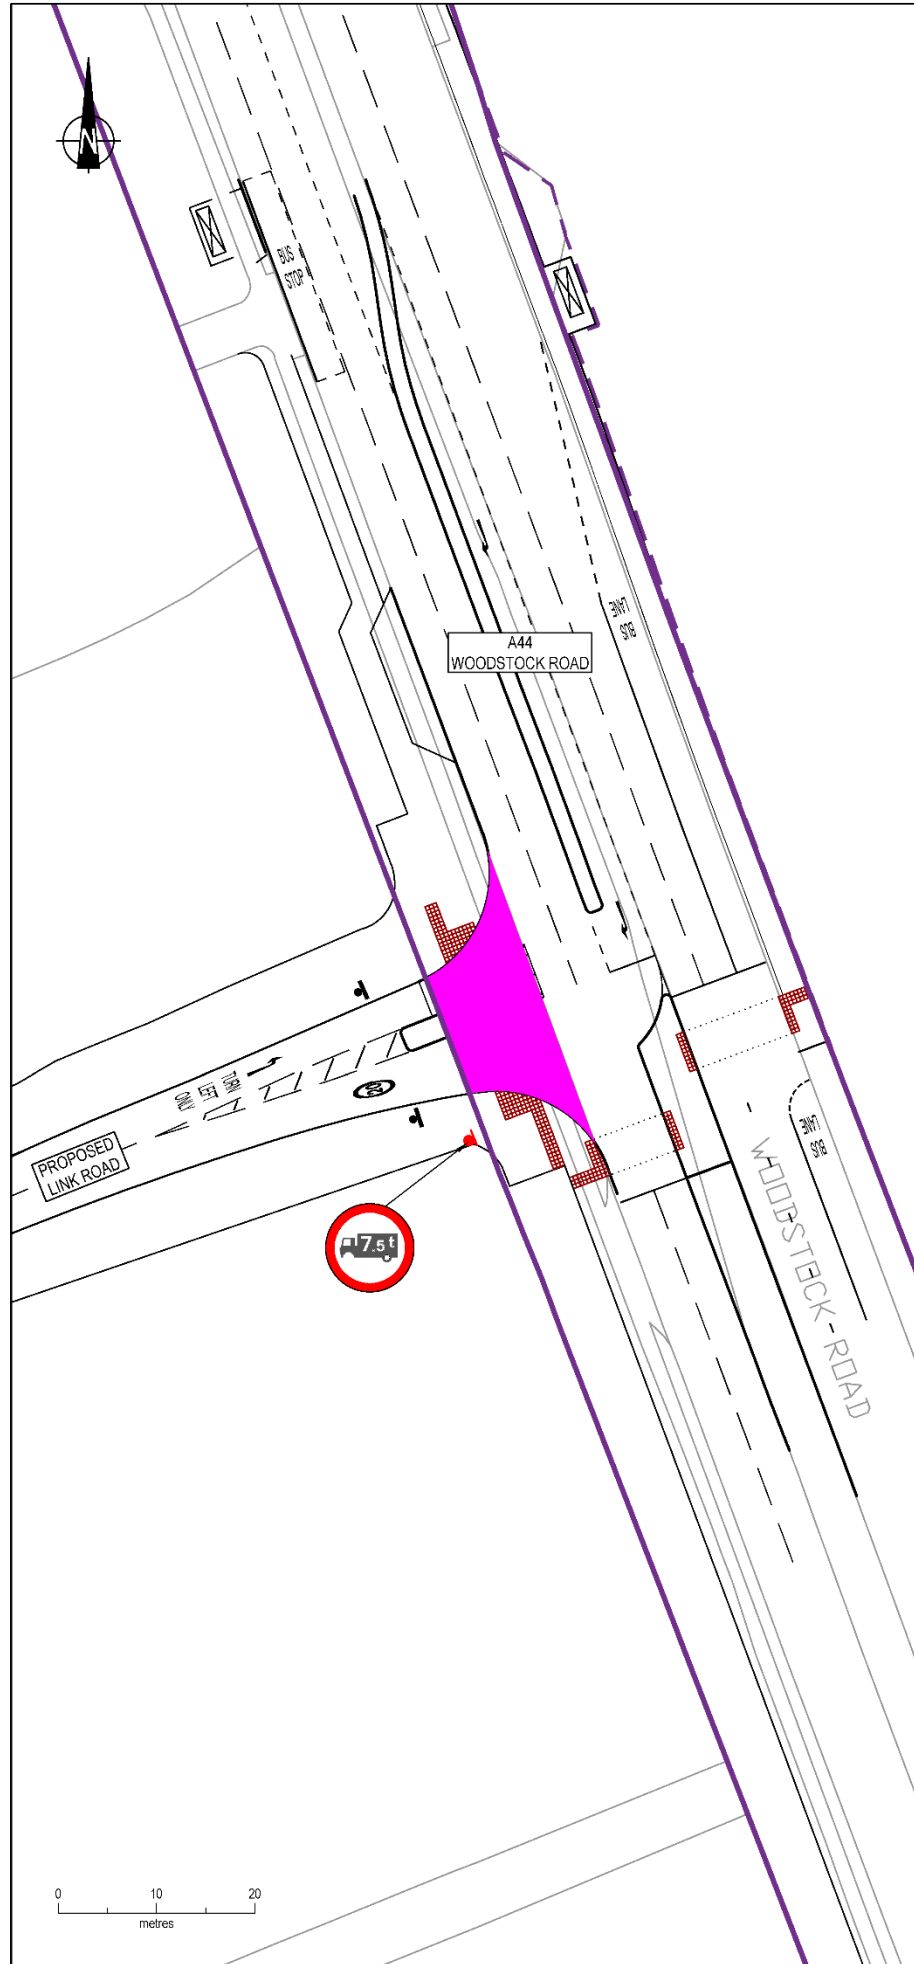 N
BUS
STOP
BUS
LANE
A44
WOODSTOCK ROAD
TURN
LEFT
ONLY
20
PROPOSED
LINK ROAD
BUS
LANE
7.5 t
WOODSTOCK ROAD
0 10 20
metres